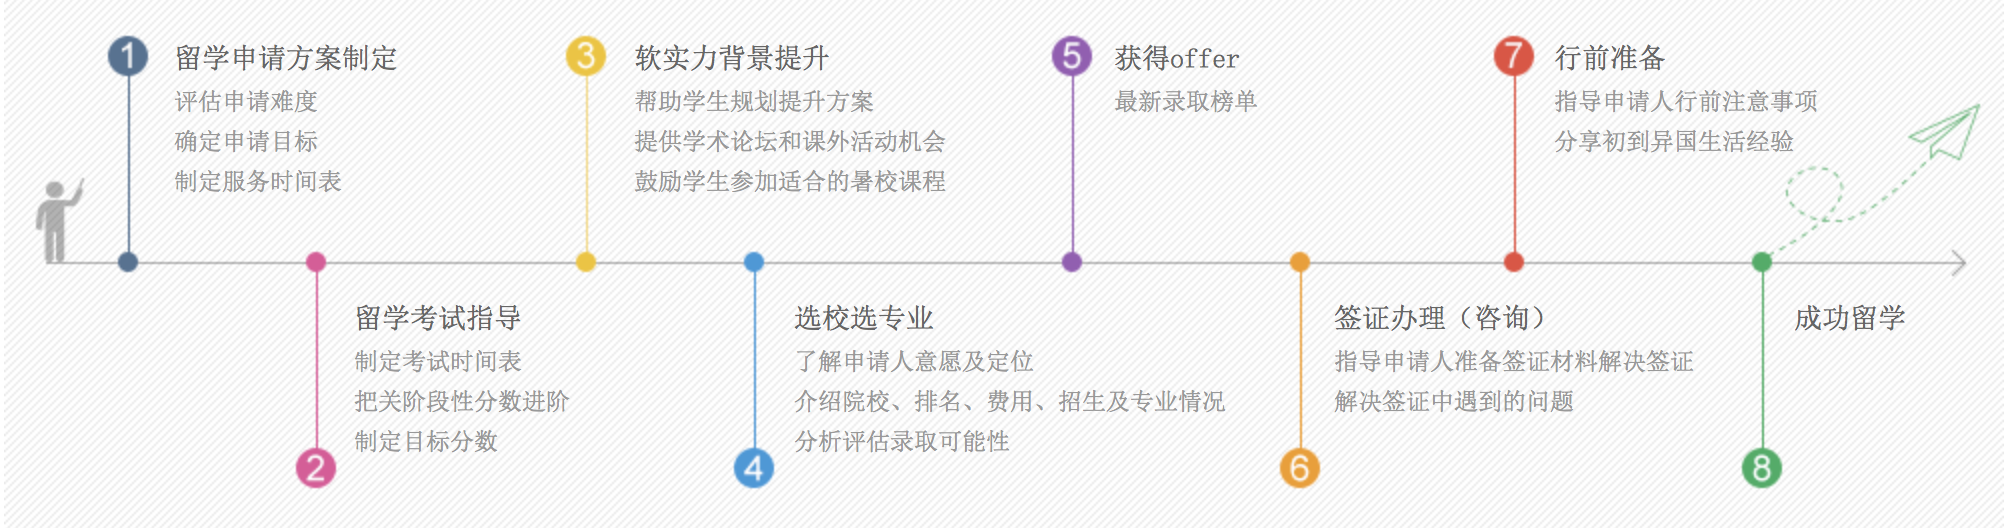 1
留学申请方案制定
评估申请难度
确定申请目标
制定服务时间表
2
留学考试指导
制定考试时间表
把关阶段性分数进阶
制定目标分数
3
软实力背景提升
帮助学生规划提升方案
提供学术论坛和课外活动机会
鼓励学生参加适合的暑校课程
4
选校选专业
了解申请人意愿及定位
介绍院校、排名、费用、招生及专业情况
分析评估录取可能性
5
获得offer
最新录取榜单
6
签证办理（咨询）
指导申请人准备签证材料解决签证
解决签证中遇到的问题
7
行前准备
指导申请人行前注意事项
分享初到异国生活经验
8
成功留学